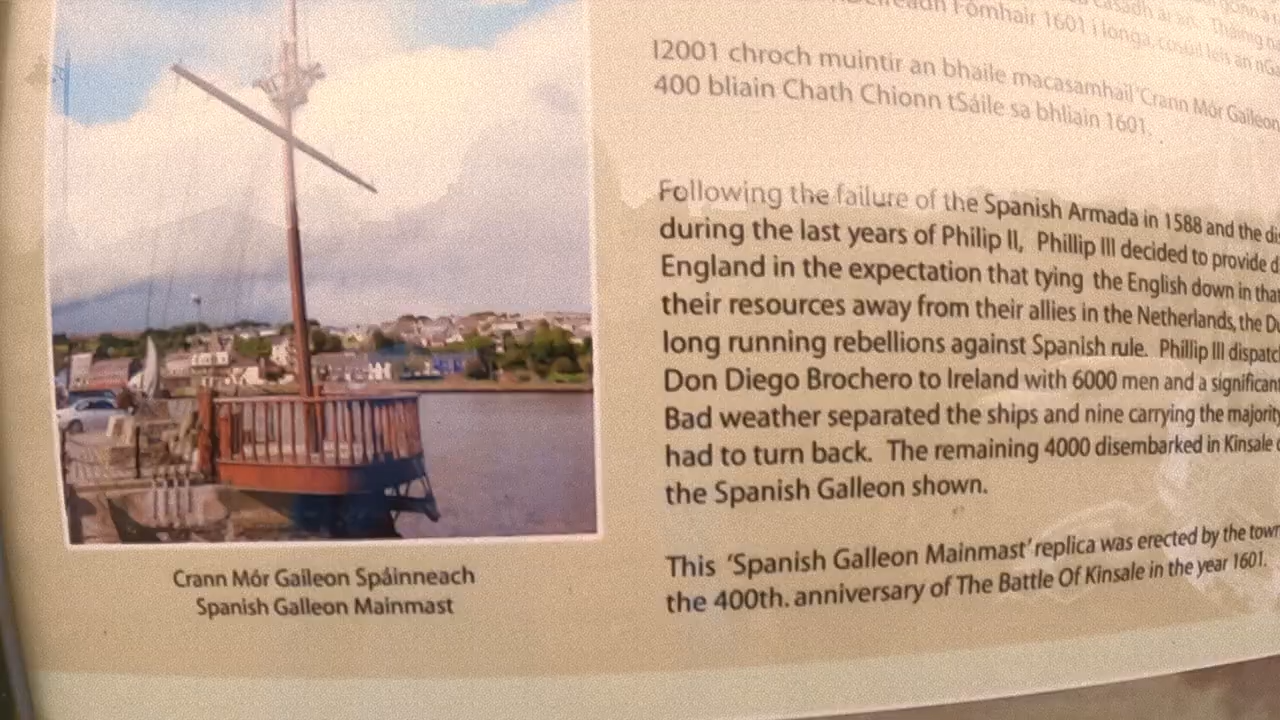 Fómhair 1601 i longa, cosúil leis an
I2001 chroch muintir an bhaile macasamhail 'Crann Mór Gaileon
400 bliain Chath Chionn tSáile sa bhliain 1601.
Following the failure of the Spanish Armada in 1588 and the
during the last years of Philip II, Phillip III decided to provide
England in the expectation that tying the English down in that
their resources away from their allies in the Netherlands, the
long running rebellions against Spanish rule. Phillip III
Don Diego Brochero to Ireland with 6000 men and a significant
Bad weather separated the ships and nine carrying the majority
had to turn back. The remaining 4000 disembarked in Kinsale
the Spanish Galleon shown.
This 'Spanish Galleon Mainmast' replica was erected by the town
the 400th. anniversary of The Battle Of Kinsale in the year 1601.
Crann Mór Gaileon Spáinneach
Spanish Galleon Mainmast